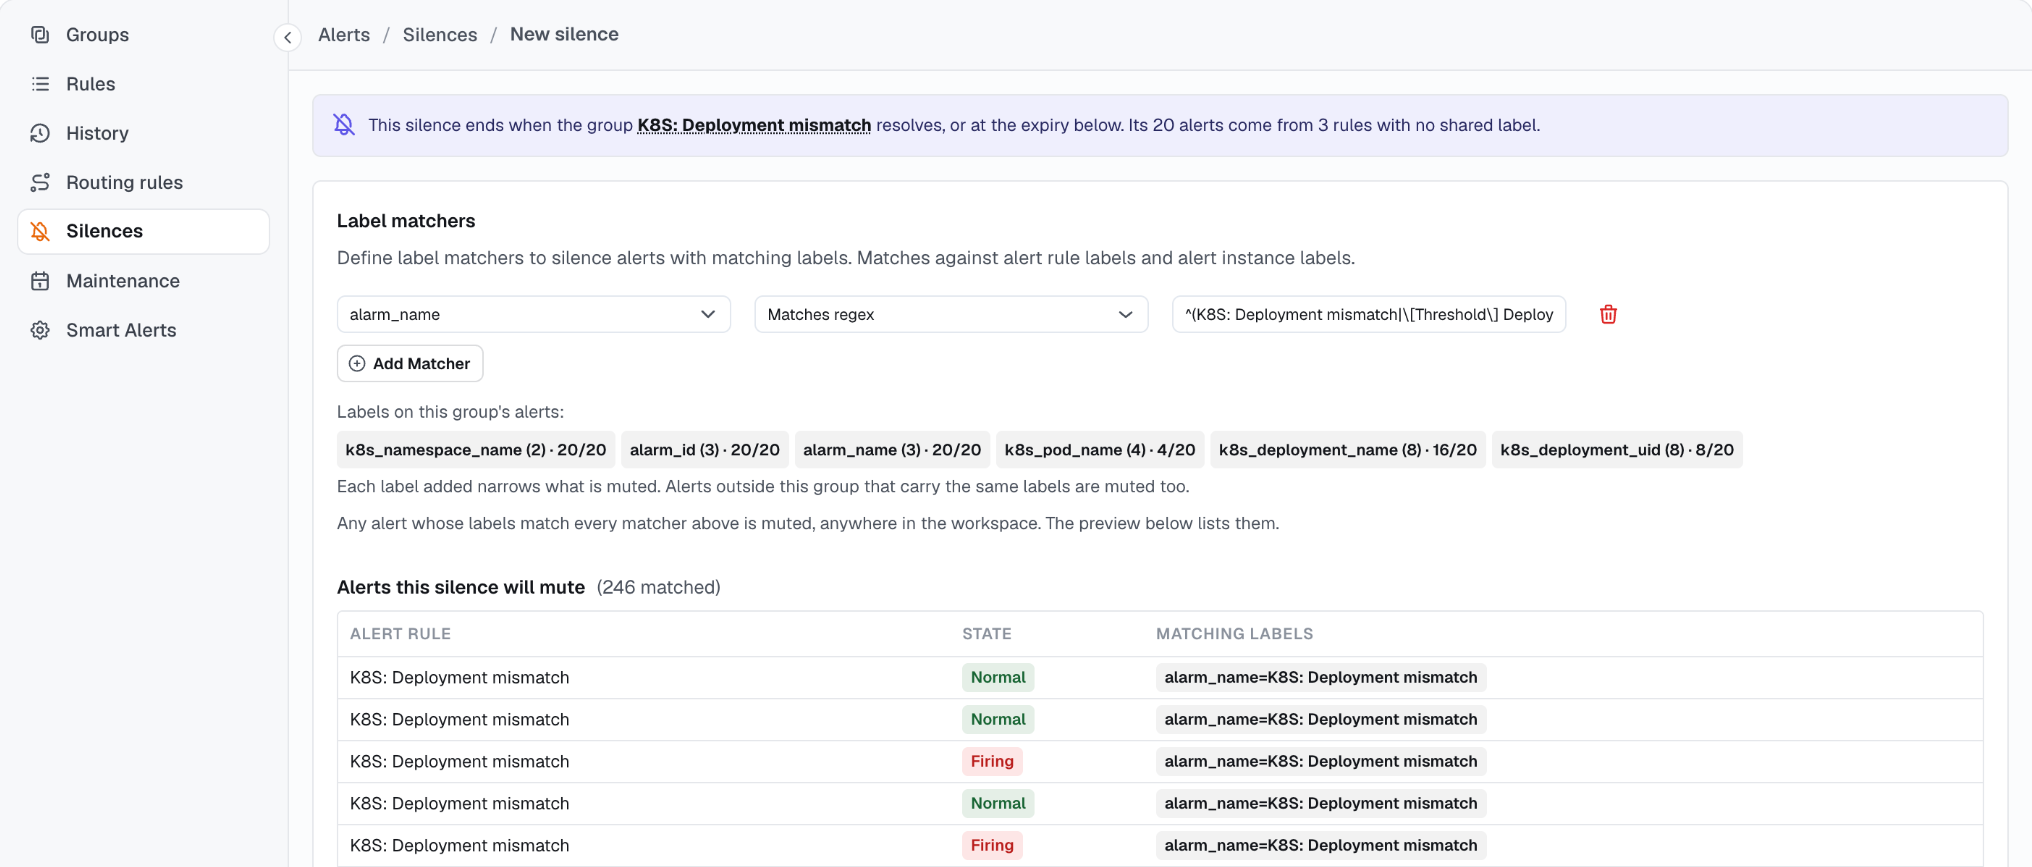 Groups
Rules
History
Routing rules
Silences
Maintenance
Smart Alerts
Alerts / Silences / New silence
This silence ends when the group K8S: Deployment mismatch resolves, or at the expiry below. Its 20 alerts come from 3 rules with no shared label.
Label matchers
Define label matchers to silence alerts with matching labels. Matches against alert rule labels and alert instance labels.
alarm_name Matches regex ^(K8S: Deployment mismatch|\[Threshold\] Deploy
Add Matcher
Labels on this group's alerts:
k8s_namespace_name (2) · 20/20 alarm_id (3) · 20/20 alarm_name (3) · 20/20 k8s_pod_name (4) · 4/20 k8s_deployment_name (8) · 16/20 k8s_deployment_uid (8) · 8/20
Each label added narrows what is muted. Alerts outside this group that carry the same labels are muted too.
Any alert whose labels match every matcher above is muted, anywhere in the workspace. The preview below lists them.
Alerts this silence will mute (246 matched)
ALERT RULE STATE MATCHING LABELS
K8S: Deployment mismatch Normal alarm_name=K8S: Deployment mismatch
K8S: Deployment mismatch Normal alarm_name=K8S: Deployment mismatch
K8S: Deployment mismatch Firing alarm_name=K8S: Deployment mismatch
K8S: Deployment mismatch Normal alarm_name=K8S: Deployment mismatch
K8S: Deployment mismatch Firing alarm_name=K8S: Deployment mismatch